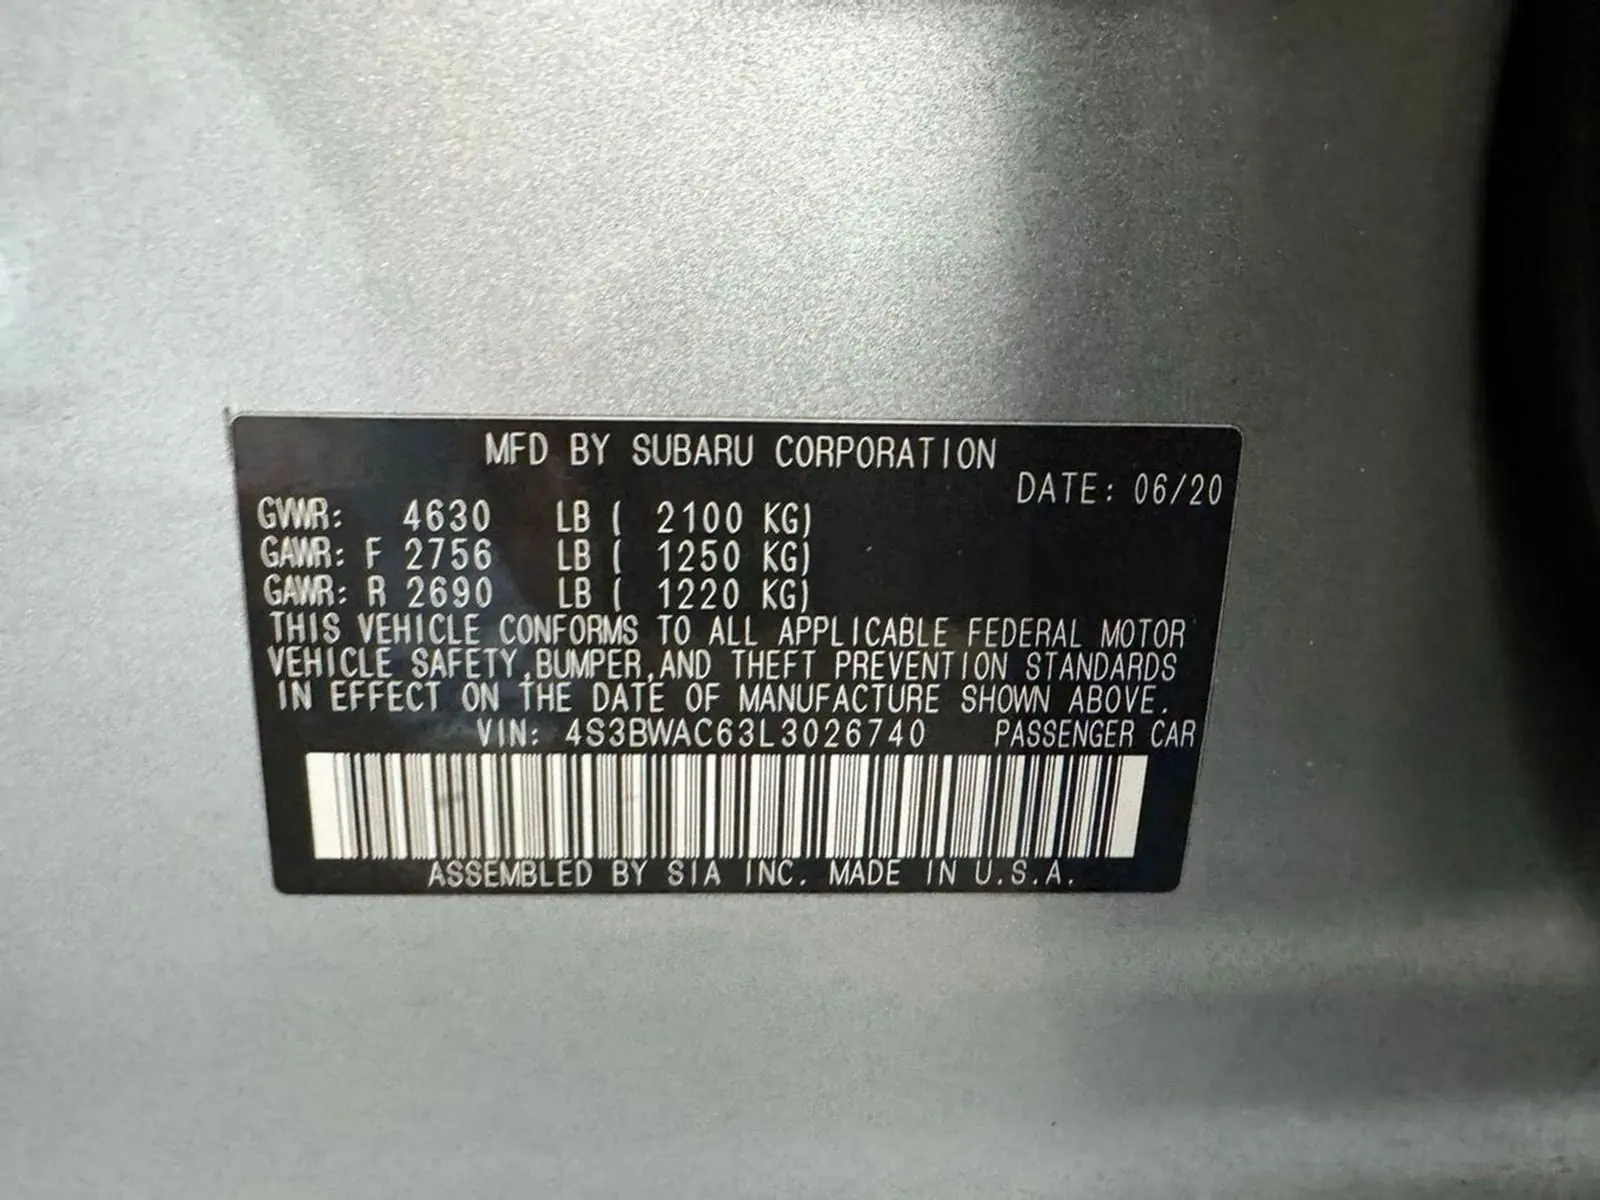 MFD BY SUBARU CORPORATION
DATE: 06/20
GVWR: 4630 LB ( 2100 KG)
GAWR: F 2756 LB ( 1250 KG)
GAWR: R 2690 LB ( 1220 KG)
THIS VEHICLE CONFORMS TO ALL APPLICABLE FEDERAL MOTOR
VEHICLE SAFETY,BUMPER,AND THEFT PREVENTION STANDARDS
IN EFFECT ON THE DATE OF MANUFACTURE SHOWN ABOVE.
VIN: 4S3BWAC63L3026740 PASSENGER CAR
ASSEMBLED BY SIA INC. MADE IN U.S.A.